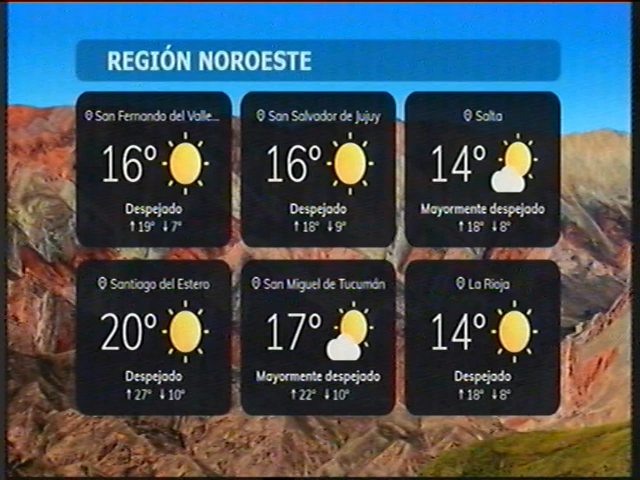 REGIÓN NOROESTE
San Fernando del Valle...
16°
Despejado
↑19° ↓7°
San Salvador de Jujuy
16°
Despejado
↑18° ↓9°
Salta
14°
Mayormente despejado
↑18° ↓8°
Santiago del Estero
20°
Despejado
↑27° ↓10°
San Miguel de Tucumán
17°
Mayormente despejado
↑22° ↓10°
La Rioja
14°
Despejado
↑18° ↓8°